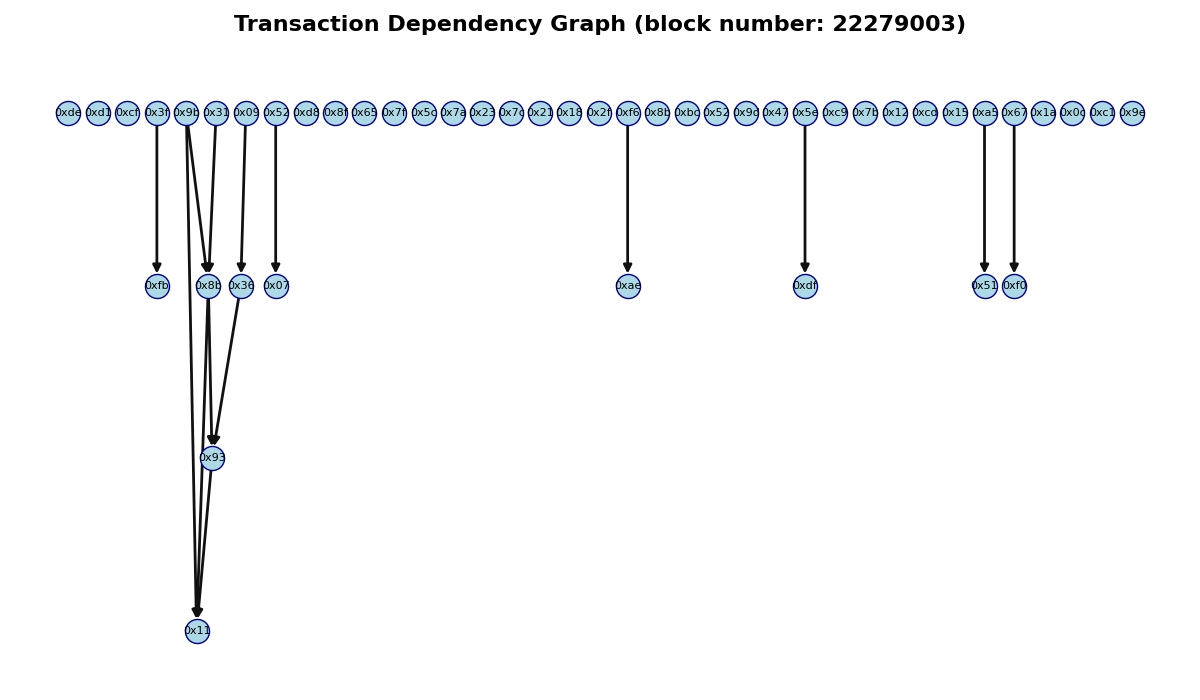 Transaction Dependency Graph (block number: 22279003)
0xde 0xd1 0xcf 0x3f 0x9b 0x31 0x09 0x52 0xd8 0x8f 0x65 0x7f 0x5c 0x7a 0x23 0x7c 0x21 0x18 0x2f 0xf6 0x8b 0xbc 0x52 0x9d 0x47 0x5e 0xc9 0x7b 0x12 0xcd 0x15 0xa5 0x67 0x1a 0x0c 0xc1 0x9e
0xfb 0x8b 0x36 0x07 0xae 0xdf 0x51 0xf0
0x93
0x11